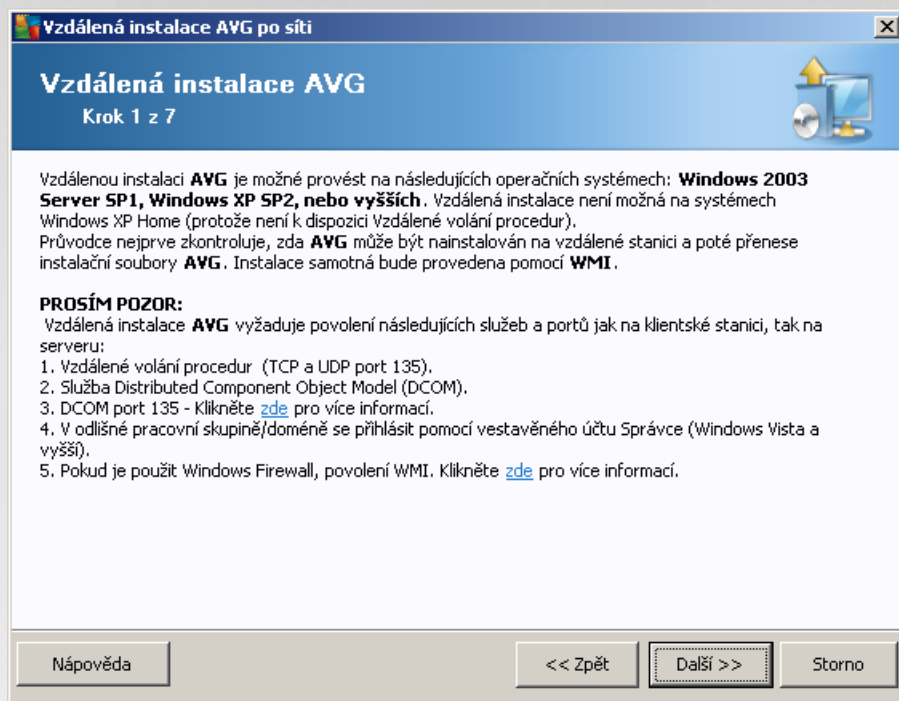 Vzdálená instalace AVG po síti
Vzdálená instalace AVG
Krok 1 z 7
Vzdálenou instalaci AVG je možné provést na následujících operačních systémech: Windows 2003
Server SP1, Windows XP SP2, nebo vyšších. Vzdálená instalace není možná na systémech
Windows XP Home (protože není k dispozici Vzdálené volání procedur).
Průvodce nejprve zkontroluje, zda AVG může být nainstalován na vzdálené stanici a poté přenese
instalační soubory AVG. Instalace samotná bude provedena pomocí WMI.
PROSÍM POZOR:
Vzdálená instalace AVG vyžaduje povolení následujících služeb a portů jak na klientské stanici, tak na
serveru:
1. Vzdálené volání procedur (TCP a UDP port 135).
2. Služba Distributed Component Object Model (DCOM).
3. DCOM port 135 - Klikněte zde pro více informací.
4. V odlišné pracovní skupině/doméně se přihlásit pomocí vestavěného účtu Správce (Windows Vista a
vyšší).
5. Pokud je použit Windows Firewall, povolení WMI. Klikněte zde pro více informací.
Nápověda
<< Zpět
Další >>
Storno